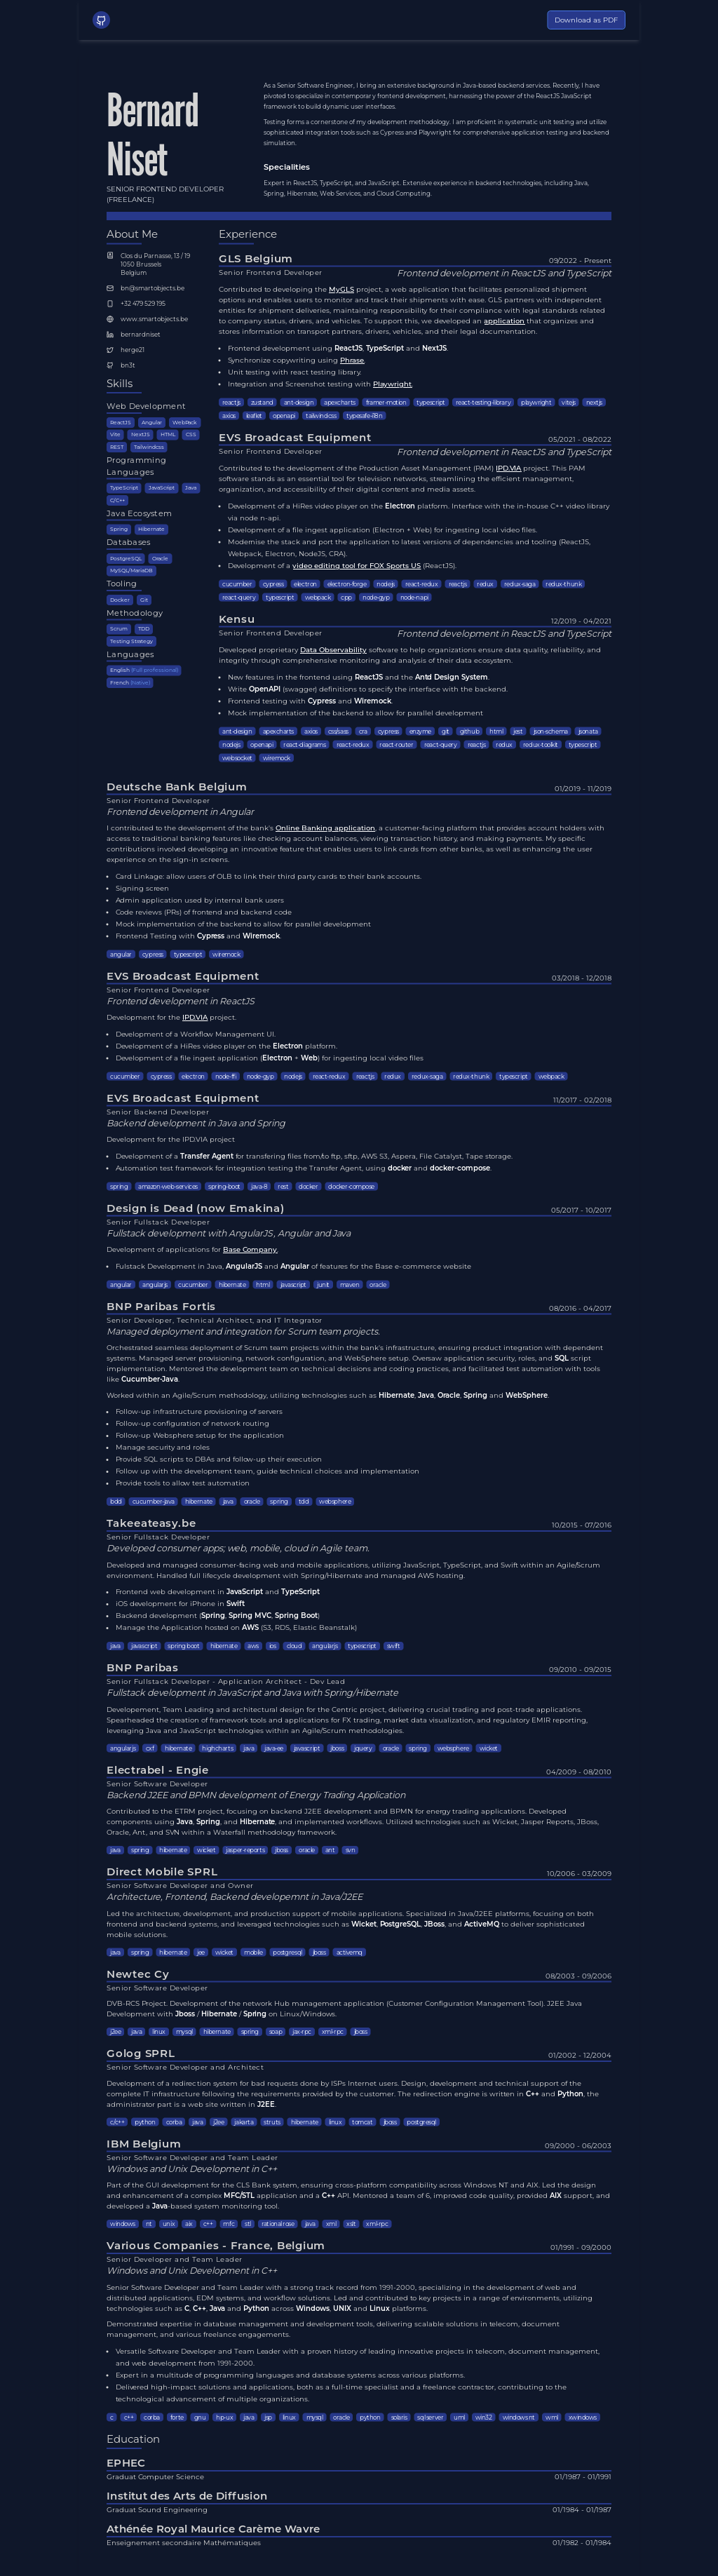 Download as PDF
Bernard
Niset
SENIOR FRONTEND DEVELOPER
(FREELANCE)
As a Senior Software Engineer, I bring an extensive background in Java-based backend services. Recently, I have
pivoted to specialize in contemporary frontend development, harnessing the power of the ReactJS JavaScript
framework to build dynamic user interfaces.
Testing forms a cornerstone of my development methodology. I am proficient in systematic unit testing and utilize
sophisticated integration tools such as Cypress and Playwright for comprehensive application testing and backend
simulation.
Specialities
Expert in ReactJS, TypeScript, and JavaScript. Extensive experience in backend technologies, including Java,
Spring, Hibernate, Web Services, and Cloud Computing.
About Me
Clos du Parnasse, 13 / 19
1050 Brussels
Belgium
bn@smartobjects.be
+32 479 529 195
www.smartobjects.be
bernardniset
herge21
bn3t
Skills
Web Development
ReactJS Angular WebPack
Vite NextJS HTML CSS
REST Tailwindcss
Programming
Languages
TypeScript JavaScript Java
C/C++
Java Ecosystem
Spring Hibernate
Databases
PostgreSQL Oracle
MySQL/MariaDB
Tooling
Docker Git
Methodology
Scrum TDD
Testing Strategy
Languages
English (Full professional)
French (Native)
Experience
GLS Belgium
09/2022 - Present
Senior Frontend Developer
Frontend development in ReactJS and TypeScript
Contributed to developing the MyGLS project, a web application that facilitates personalized shipment
options and enables users to monitor and track their shipments with ease. GLS partners with independent
entities for shipment deliveries, maintaining responsibility for their compliance with legal standards related
to company status, drivers, and vehicles. To support this, we developed an application that organizes and
stores information on transport partners, drivers, vehicles, and their legal documentation.
• Frontend development using ReactJS, TypeScript and NextJS.
• Synchronize copywriting using Phrase.
• Unit testing with react testing library.
• Integration and Screenshot testing with Playwright.
reactjs zustand ant-design apexcharts framer-motion typescript react-testing-library playwright vitejs nextjs
axios leaflet openapi tailwindcss typesafe-i18n
EVS Broadcast Equipment
05/2021 - 08/2022
Senior Frontend Developer
Frontend development in ReactJS and TypeScript
Contributed to the development of the Production Asset Management (PAM) IPD.VIA project. This PAM
software stands as an essential tool for television networks, streamlining the efficient management,
organization, and accessibility of their digital content and media assets.
• Development of a HiRes video player on the Electron platform. Interface with the in-house C++ video library
via node n-api.
• Development of a file ingest application (Electron + Web) for ingesting local video files.
• Modernise the stack and port the application to latest versions of dependencies and tooling (ReactJS,
Webpack, Electron, NodeJS, CRA).
• Development of a video editing tool for FOX Sports US (ReactJS).
cucumber cypress electron electron-forge nodejs react-redux reactjs redux redux-saga redux-thunk
react-query typescript webpack cpp node-gyp node-napi
Kensu
12/2019 - 04/2021
Senior Frontend Developer
Frontend development in ReactJS and TypeScript
Developed proprietary Data Observability software to help organizations ensure data quality, reliability, and
integrity through comprehensive monitoring and analysis of their data ecosystem.
• New features in the frontend using ReactJS and the Antd Design System.
• Write OpenAPI (swagger) definitions to specify the interface with the backend.
• Frontend testing with Cypress and Wiremock.
• Mock implementation of the backend to allow for parallel development
ant-design apexcharts axios css/sass cra cypress enzyme git github html jest json-schema jsonata
nodejs openapi react-diagrams react-redux react-router react-query reactjs redux redux-toolkit typescript
websocket wiremock
Deutsche Bank Belgium
01/2019 - 11/2019
Senior Frontend Developer
Frontend development in Angular
I contributed to the development of the bank's Online Banking application, a customer-facing platform that provides account holders with
access to traditional banking features like checking account balances, viewing transaction history, and making payments. My specific
contributions involved developing an innovative feature that enables users to link cards from other banks, as well as enhancing the user
experience on the sign-in screens.
• Card Linkage: allow users of OLB to link their third party cards to their bank accounts.
• Signing screen
• Admin application used by internal bank users
• Code reviews (PRs) of frontend and backend code
• Mock implementation of the backend to allow for parallel development
• Frontend Testing with Cypress and Wiremock.
angular cypress typescript wiremock
EVS Broadcast Equipment
03/2018 - 12/2018
Senior Frontend Developer
Frontend development in ReactJS
Development for the IPD.VIA project.
• Development of a Workflow Management UI.
• Development of a HiRes video player on the Electron platform.
• Development of a file ingest application (Electron + Web) for ingesting local video files
cucumber cypress electron node-ffi node-gyp nodejs react-redux reactjs redux redux-saga redux-thunk typescript webpack
EVS Broadcast Equipment
11/2017 - 02/2018
Senior Backend Developer
Backend development in Java and Spring
Development for the IPD.VIA project
• Development of a Transfer Agent for transfering files from/to ftp, sftp, AWS S3, Aspera, File Catalyst, Tape storage.
• Automation test framework for integration testing the Transfer Agent, using docker and docker-compose.
spring amazon-web-services spring-boot java-8 rest docker docker-compose
Design is Dead (now Emakina)
05/2017 - 10/2017
Senior Fullstack Developer
Fullstack development with AngularJS, Angular and Java
Development of applications for Base Company.
• Fulstack Development in Java, AngularJS and Angular of features for the Base e-commerce website
angular angularjs cucumber hibernate html javascript junit maven oracle
BNP Paribas Fortis
08/2016 - 04/2017
Senior Developer, Technical Architect, and IT Integrator
Managed deployment and integration for Scrum team projects.
Orchestrated seamless deployment of Scrum team projects within the bank's infrastructure, ensuring product integration with dependent
systems. Managed server provisioning, network configuration, and WebSphere setup. Oversaw application security, roles, and SQL script
implementation. Mentored the development team on technical decisions and coding practices, and facilitated test automation with tools
like Cucumber-Java.
Worked within an Agile/Scrum methodology, utilizing technologies such as Hibernate, Java, Oracle, Spring and WebSphere.
• Follow-up infrastructure provisioning of servers
• Follow-up configuration of network routing
• Follow-up Websphere setup for the application
• Manage security and roles
• Provide SQL scripts to DBAs and follow-up their execution
• Follow up with the development team, guide technical choices and implementation
• Provide tools to allow test automation
bdd cucumber-java hibernate java oracle spring tdd websphere
Takeeateasy.be
10/2015 - 07/2016
Senior Fullstack Developer
Developed consumer apps; web, mobile, cloud in Agile team.
Developed and managed consumer-facing web and mobile applications, utilizing JavaScript, TypeScript, and Swift within an Agile/Scrum
environment. Handled full lifecycle development with Spring/Hibernate and managed AWS hosting.
• Frontend web development in JavaScript and TypeScript
• iOS development for iPhone in Swift
• Backend development (Spring, Spring MVC, Spring Boot)
• Manage the Application hosted on AWS (S3, RDS, Elastic Beanstalk)
java javascript spring boot hibernate aws ios cloud angularjs typescript swift
BNP Paribas
09/2010 - 09/2015
Senior Fullstack Developer - Application Architect - Dev Lead
Fullstack development in JavaScript and Java with Spring/Hibernate
Developement, Team Leading and architectural design for the Centric project, delivering crucial trading and post-trade applications.
Spearheaded the creation of framework tools and applications for FX trading, market data visualization, and regulatory EMIR reporting,
leveraging Java and JavaScript technologies within an Agile/Scrum methodologies.
angularjs cxf hibernate highcharts java java-ee javascript jboss jquery oracle spring websphere wicket
Electrabel - Engie
04/2009 - 08/2010
Senior Software Developer
Backend J2EE and BPMN development of Energy Trading Application
Contributed to the ETRM project, focusing on backend J2EE development and BPMN for energy trading applications. Developed
components using Java, Spring, and Hibernate, and implemented workflows. Utilized technologies such as Wicket, Jasper Reports, JBoss,
Oracle, Ant, and SVN within a Waterfall methodology framework.
java spring hibernate wicket jasper-reports jboss oracle ant svn
Direct Mobile SPRL
10/2006 - 03/2009
Senior Software Developer and Owner
Architecture, Frontend, Backend developemnt in Java/J2EE
Led the architecture, development, and production support of mobile applications. Specialized in Java/J2EE platforms, focusing on both
frontend and backend systems, and leveraged technologies such as Wicket, PostgreSQL, JBoss, and ActiveMQ to deliver sophisticated
mobile solutions.
java spring hibernate jee wicket mobile postgresql jboss activemq
Newtec Cy
08/2003 - 09/2006
Senior Software Developer
DVB-RCS Project. Development of the network Hub management application (Customer Configuration Management Tool). J2EE Java
Development with Jboss / Hibernate / Spring on Linux/Windows.
j2ee java linux mysql hibernate spring soap jax-rpc xml-rpc jboss
Golog SPRL
01/2002 - 12/2004
Senior Software Developer and Architect
Development of a redirection system for bad requests done by ISPs Internet users. Design, development and technical support of the
complete IT infrastructure following the requirements provided by the customer. The redirection engine is written in C++ and Python, the
administrator part is a web site written in J2EE.
c/c++ python corba java j2ee jakarta struts hibernate linux tomcat jboss postgresql
IBM Belgium
09/2000 - 06/2003
Senior Software Developer and Team Leader
Windows and Unix Development in C++
Part of the GUI development for the CLS Bank system, ensuring cross-platform compatibility across Windows NT and AIX. Led the design
and enhancement of a complex MFC/STL application and a C++ API. Mentored a team of 6, improved code quality, provided AIX support, and
developed a Java-based system monitoring tool.
windows nt unix aix c++ mfc stl rational rose java xml xslt xml-rpc
Various Companies - France, Belgium
01/1991 - 09/2000
Senior Developer and Team Leader
Windows and Unix Development in C++
Senior Software Developer and Team Leader with a strong track record from 1991-2000, specializing in the development of web and
distributed applications, EDM systems, and workflow solutions. Led and contributed to key projects in a range of environments, utilizing
technologies such as C, C++, Java and Python across Windows, UNIX and Linux platforms.
Demonstrated expertise in database management and development tools, delivering scalable solutions in telecom, document
management, and various freelance engagements.
• Versatile Software Developer and Team Leader with a proven history of leading innovative projects in telecom, document management,
and web development from 1991-2000.
• Expert in a multitude of programming languages and database systems across various platforms.
• Delivered high-impact solutions and applications, both as a full-time specialist and a freelance contractor, contributing to the
technological advancement of multiple organizations.
c c++ corba forte gnu hp-ux java jsp linux mysql oracle python solaris sqlserver uml win32 windows nt wml xwindows
Education
EPHEC
Graduat Computer Science
01/1987 - 01/1991
Institut des Arts de Diffusion
Graduat Sound Engineering
01/1984 - 01/1987
Athénée Royal Maurice Carème Wavre
Enseignement secondaire Mathématiques
01/1982 - 01/1984